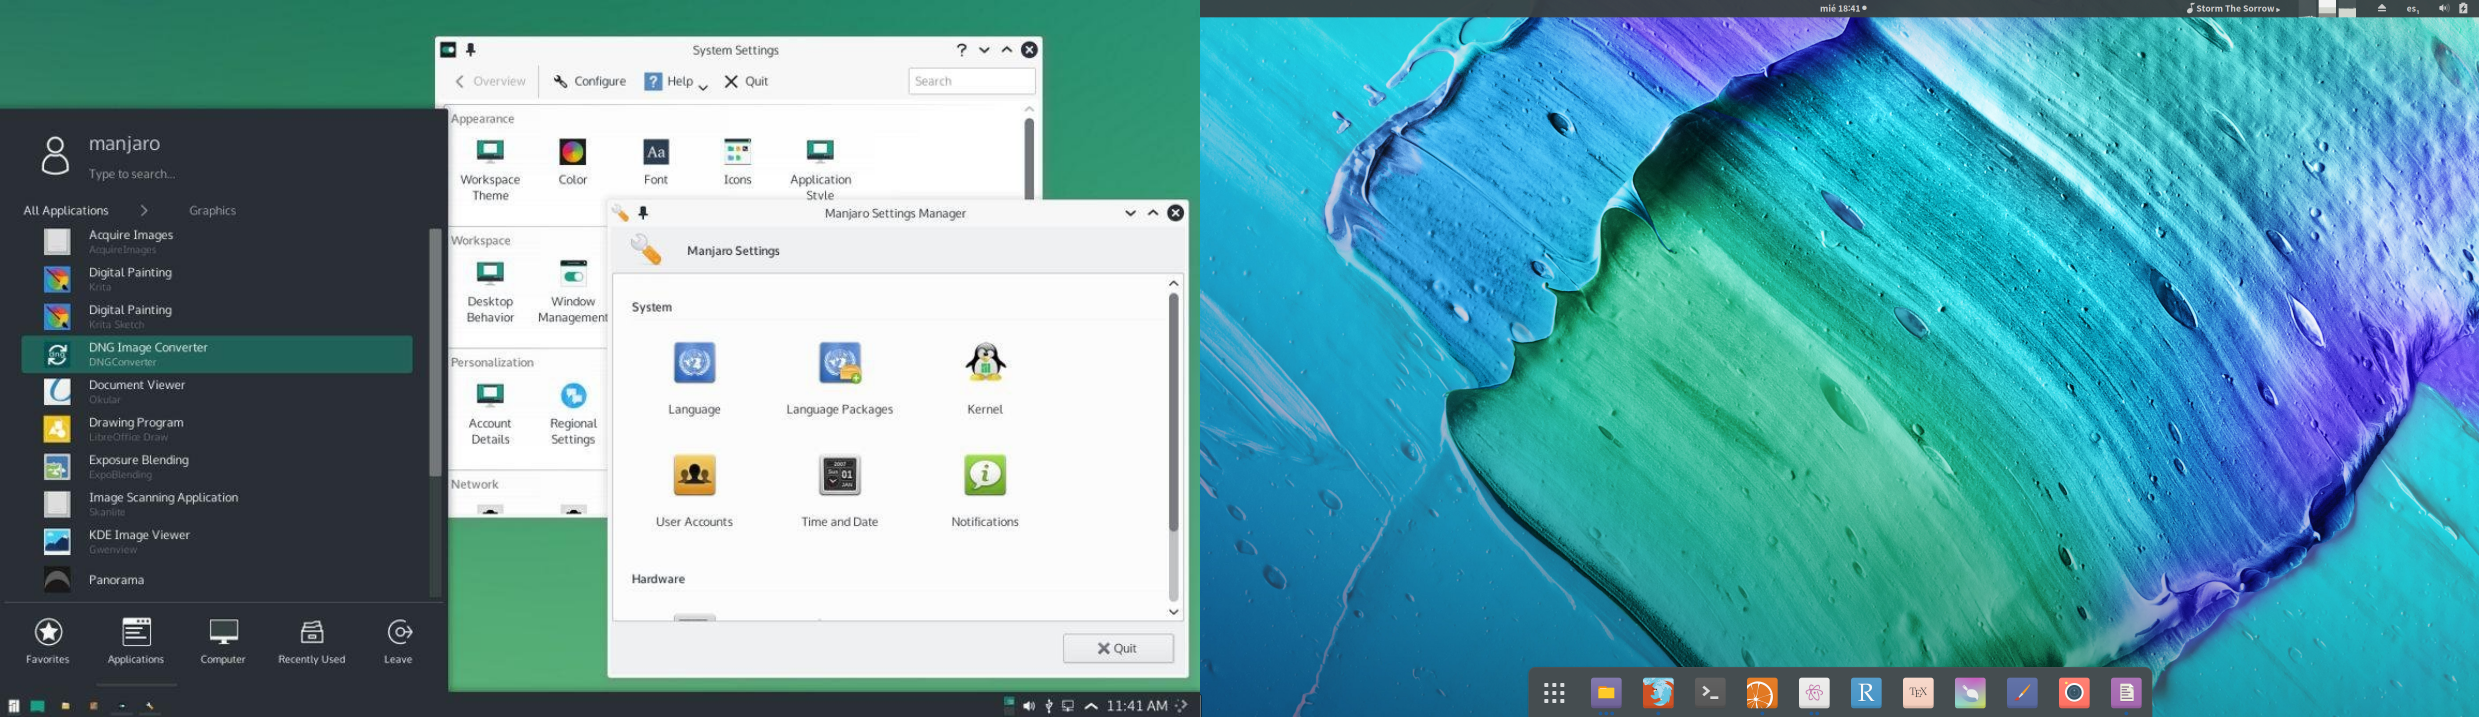 System Settings
Overview
Configure
Help
Quit
Search
Appearance
Workspace Theme
Color
Font
Icons
Application Style
Workspace
Desktop Behavior
Window Management
Personalization
Account Details
Regional Settings
Network
manjaro
Type to search...
All Applications
Graphics
Acquire Images
AcquireImages
Digital Painting
Krita
Digital Painting
Krita Sketch
DNG Image Converter
DNGConverter
Document Viewer
Okular
Drawing Program
LibreOffice Draw
Exposure Blending
ExpoBlending
Image Scanning Application
Skanlite
KDE Image Viewer
Gwenview
Panorama
Favorites
Applications
Computer
Recently Used
Leave
Manjaro Settings Manager
Manjaro Settings
System
Language
Language Packages
Kernel
User Accounts
Time and Date
Notifications
Hardware
Quit
11:41 AM
mié 18:41
Storm The Sorrow
es,
R
TEX